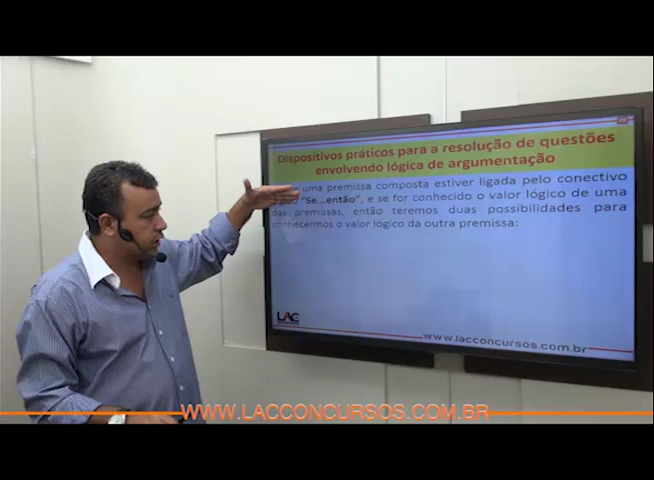 Dispositivos práticos para a resolução de questões
envolvendo lógica de argumentação
uma premissa composta estiver ligada pelo conectivo
"Se...então", e se for conhecido o valor lógico de uma
das premissas, então teremos duas possibilidades para
conhecermos o valor lógico da outra premissa:
LAC
www.lacconcursos.com.br
WWW.LACCONCURSOS.COM.BR